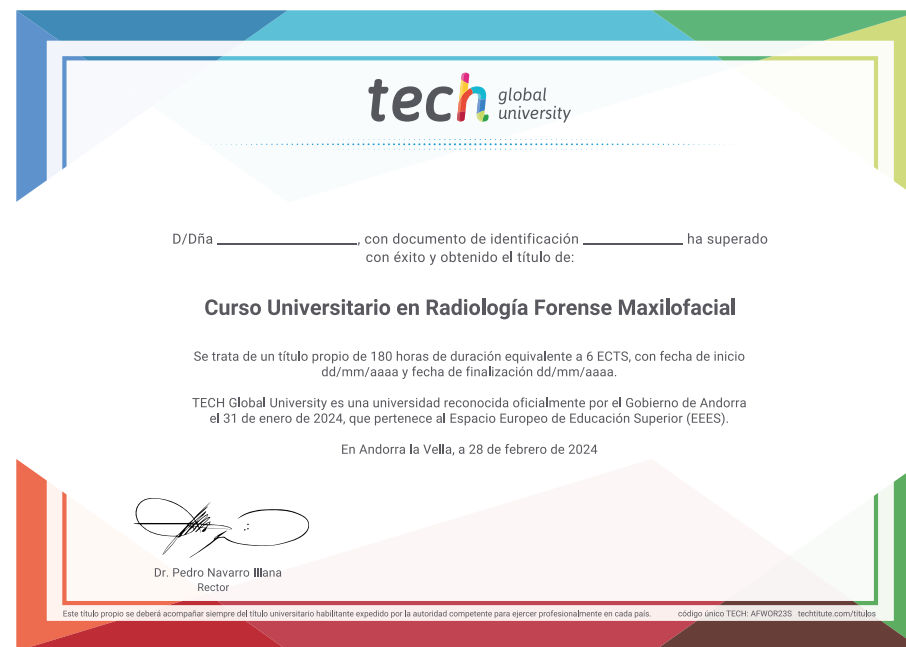 tech global
university
D/Dña ____________________, con documento de identificación ______________ ha superado
con éxito y obtenido el título de:
Curso Universitario en Radiología Forense Maxilofacial
Se trata de un título propio de 180 horas de duración equivalente a 6 ECTS, con fecha de inicio
dd/mm/aaaa y fecha de finalización dd/mm/aaaa.
TECH Global University es una universidad reconocida oficialmente por el Gobierno de Andorra
el 31 de enero de 2024, que pertenece al Espacio Europeo de Educación Superior (EEES).
En Andorra la Vella, a 28 de febrero de 2024
Dr. Pedro Navarro Illana
Rector
Este título propio se deberá acompañar siempre del título universitario habilitante expedido por la autoridad competente para ejercer profesionalmente en cada país. código único TECH: AFWOR23S techtitute.com/titulos